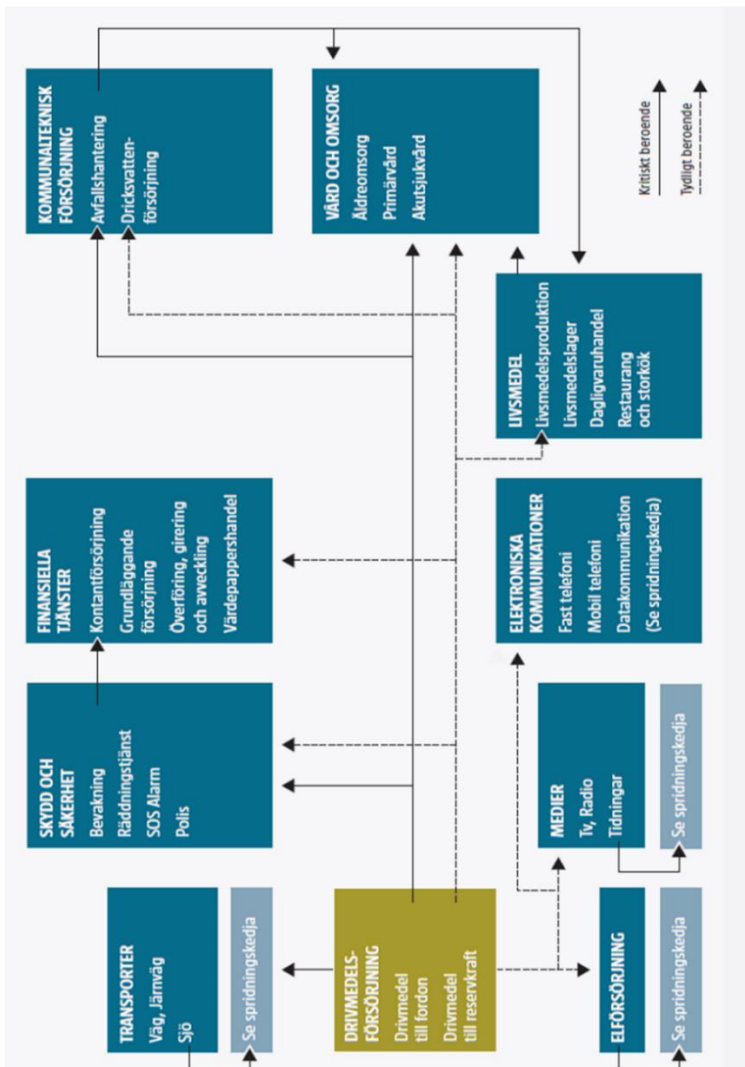 TRANSPORTER
Väg, Järnväg
Sjö
Se spridningskedja
DRIVMEDELS-
FÖRSÖRJNING
Drivmedel
till fordon
Drivmedel
till reservkraft
ELFÖRSÖRJNING
Se spridningskedja
SKYDD OCH
SÄKERHET
Bevakning
Räddningstjänst
SOS Alarm
Polis
MEDIER
Tv, Radio
Tidningar
Se spridningskedja
FINANSIELLA
TJÄNSTER
Kontantförsörjning
Grundläggande
försörjning
Överföring, girering
och avveckling
Värdepappershandel
ELEKTRONISKA
KOMMUNIKATIONER
Fast telefoni
Mobil telefoni
Datakommunikation
(Se spridningskedja)
KOMMUNALTEKNISK
FÖRSÖRJNING
Avfallshantering
Dricksvatten-
försörjning
VÅRD OCH OMSORG
Äldreomsorg
Primärvård
Akutsjukvård
LIVSMEDEL
Livsmedelsproduktion
Livsmedelslager
Dagligvaruhandel
Restaurang
och storkök
Kritiskt beroende
Tydligt beroende